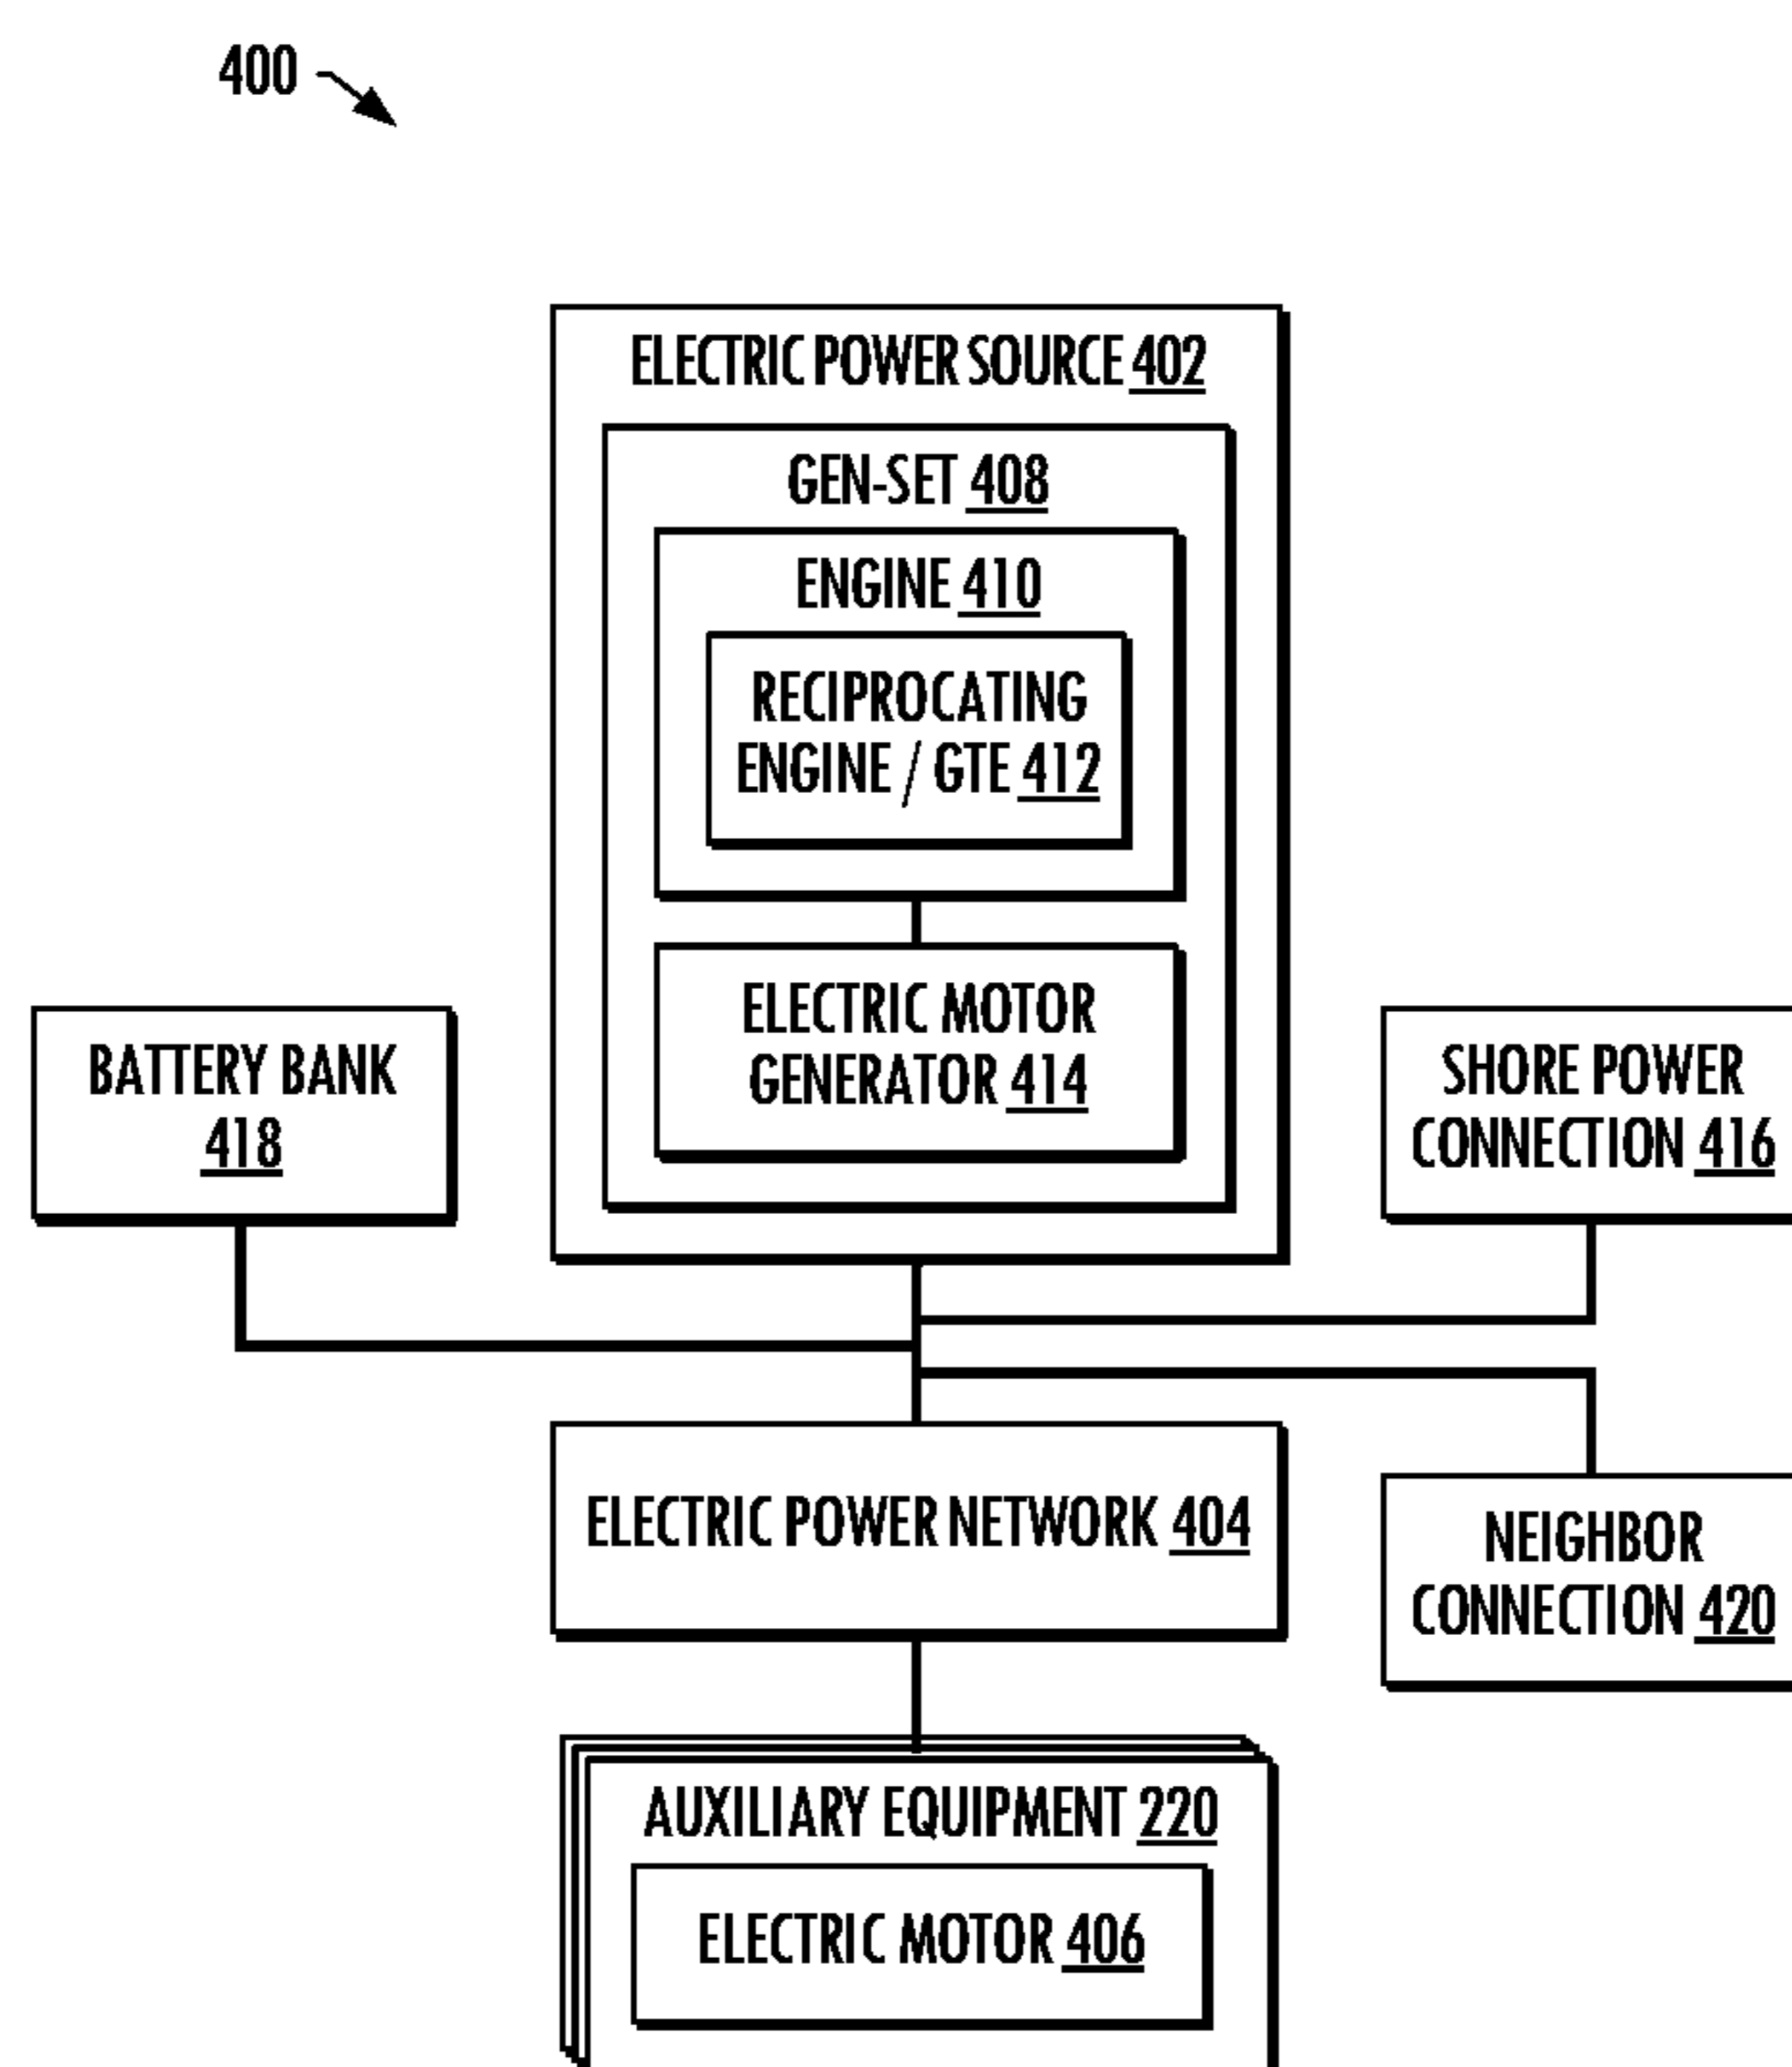 400
ELECTRIC POWER SOURCE 402
GEN-SET 408
ENGINE 410
RECIPROCATING
ENGINE / GTE 412
ELECTRIC MOTOR
GENERATOR 414
BATTERY BANK
418
SHORE POWER
CONNECTION 416
ELECTRIC POWER NETWORK 404
NEIGHBOR
CONNECTION 420
AUXILIARY EQUIPMENT 220
ELECTRIC MOTOR 406